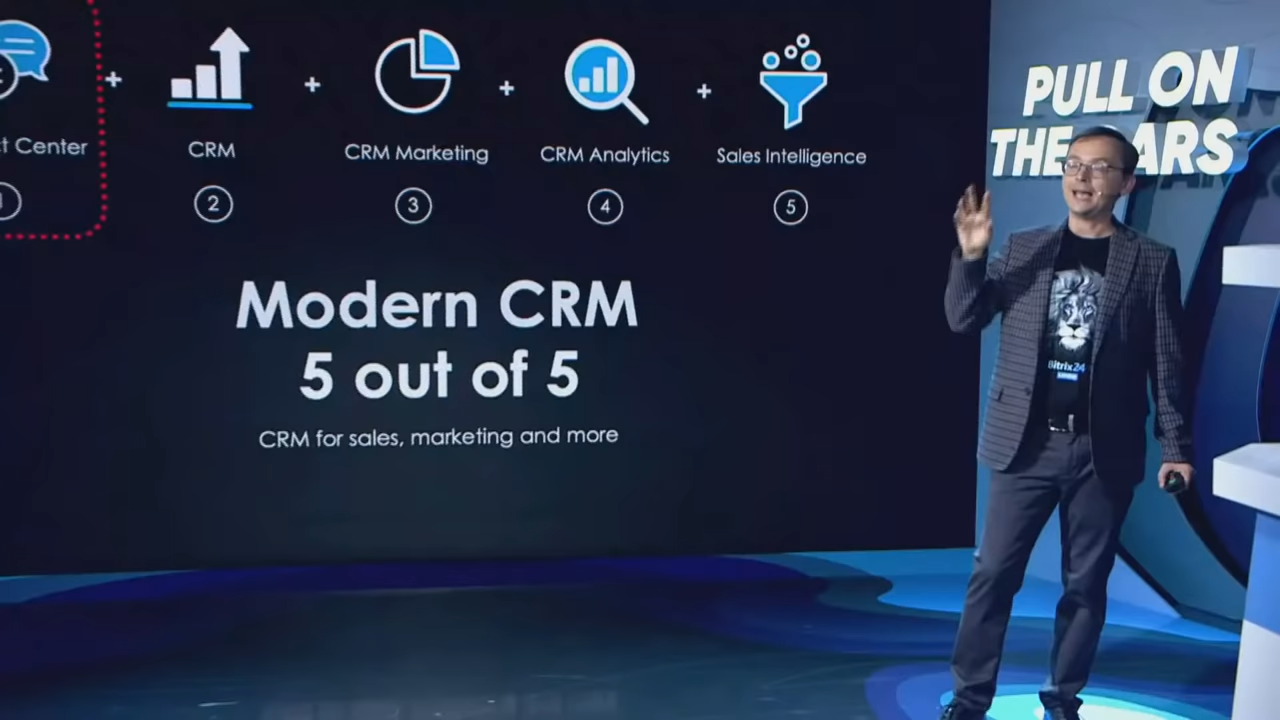 t Center
CRM
CRM Marketing
CRM Analytics
Sales Intelligence
2
3
4
5
Modern CRM
5 out of 5
CRM for sales, marketing and more
PULL ON
THE ARS
Bitrix24